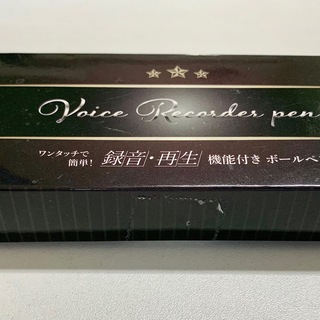 Voice Recorder pen
ワンタッチで
簡単!
録音・再生 機能付き ボールペ